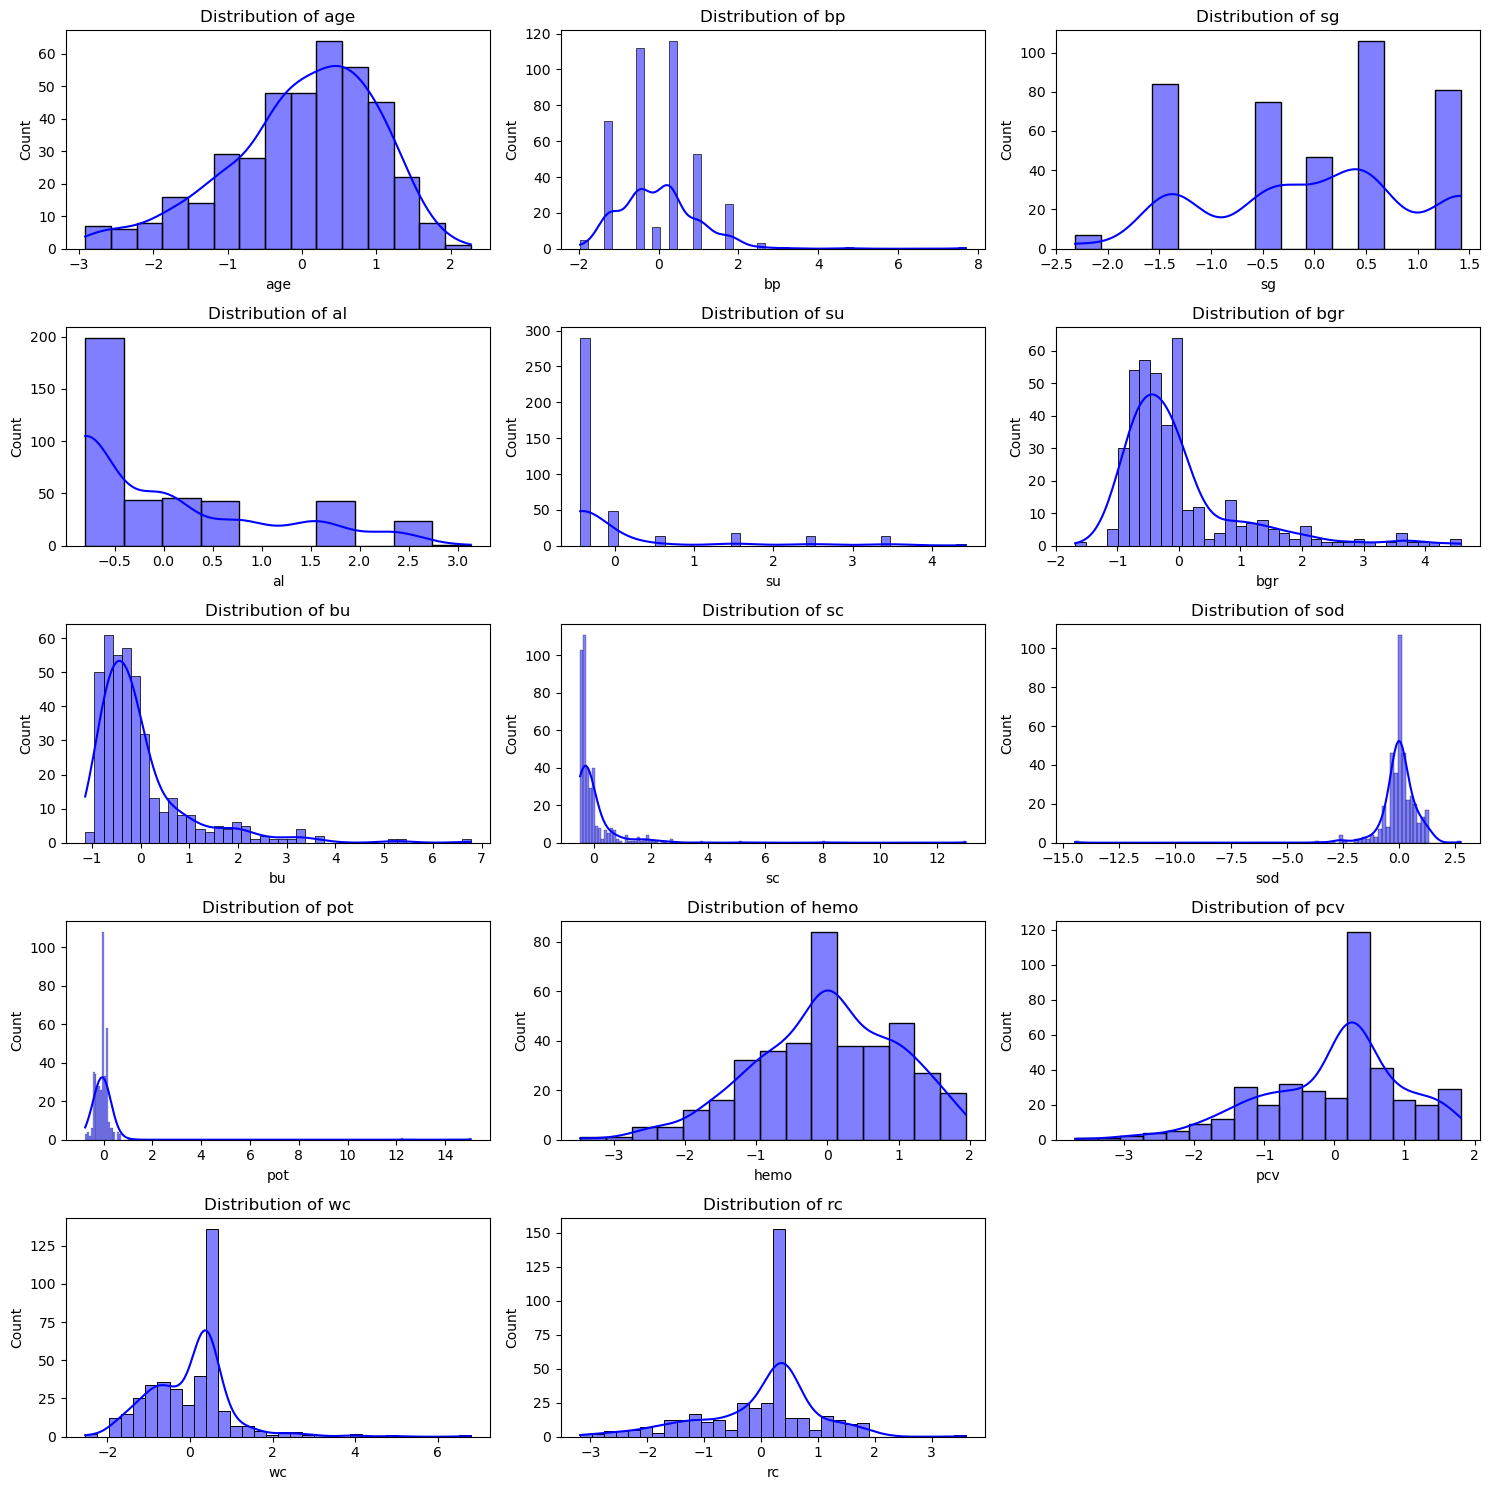 Distribution of age
Count
60
50
40
30
20
10
0
−3 −2 −1 0 1 2
age
Distribution of bp
Count
120
100
80
60
40
20
0
−2 0 2 4 6 8
bp
Distribution of sg
Count
100
80
60
40
20
0
−2.5 −2.0 −1.5 −1.0 −0.5 0.0 0.5 1.0 1.5
sg
Distribution of al
Count
200
150
100
50
0
−0.5 0.0 0.5 1.0 1.5 2.0 2.5 3.0
al
Distribution of su
Count
300
250
200
150
100
50
0
0 1 2 3 4
su
Distribution of bgr
Count
60
50
40
30
20
10
0
−2 −1 0 1 2 3 4
bgr
Distribution of bu
Count
60
50
40
30
20
10
0
−1 0 1 2 3 4 5 6 7
bu
Distribution of sc
Count
100
80
60
40
20
0
0 2 4 6 8 10 12
sc
Distribution of sod
Count
100
80
60
40
20
0
−15.0 −12.5 −10.0 −7.5 −5.0 −2.5 0.0 2.5
sod
Distribution of pot
Count
100
80
60
40
20
0
0 2 4 6 8 10 12 14
pot
Distribution of hemo
Count
80
60
40
20
0
−3 −2 −1 0 1 2
hemo
Distribution of pcv
Count
120
100
80
60
40
20
0
−3 −2 −1 0 1 2
pcv
Distribution of wc
Count
125
100
75
50
25
0
−2 0 2 4 6
wc
Distribution of rc
Count
150
125
100
75
50
25
0
−3 −2 −1 0 1 2 3
rc